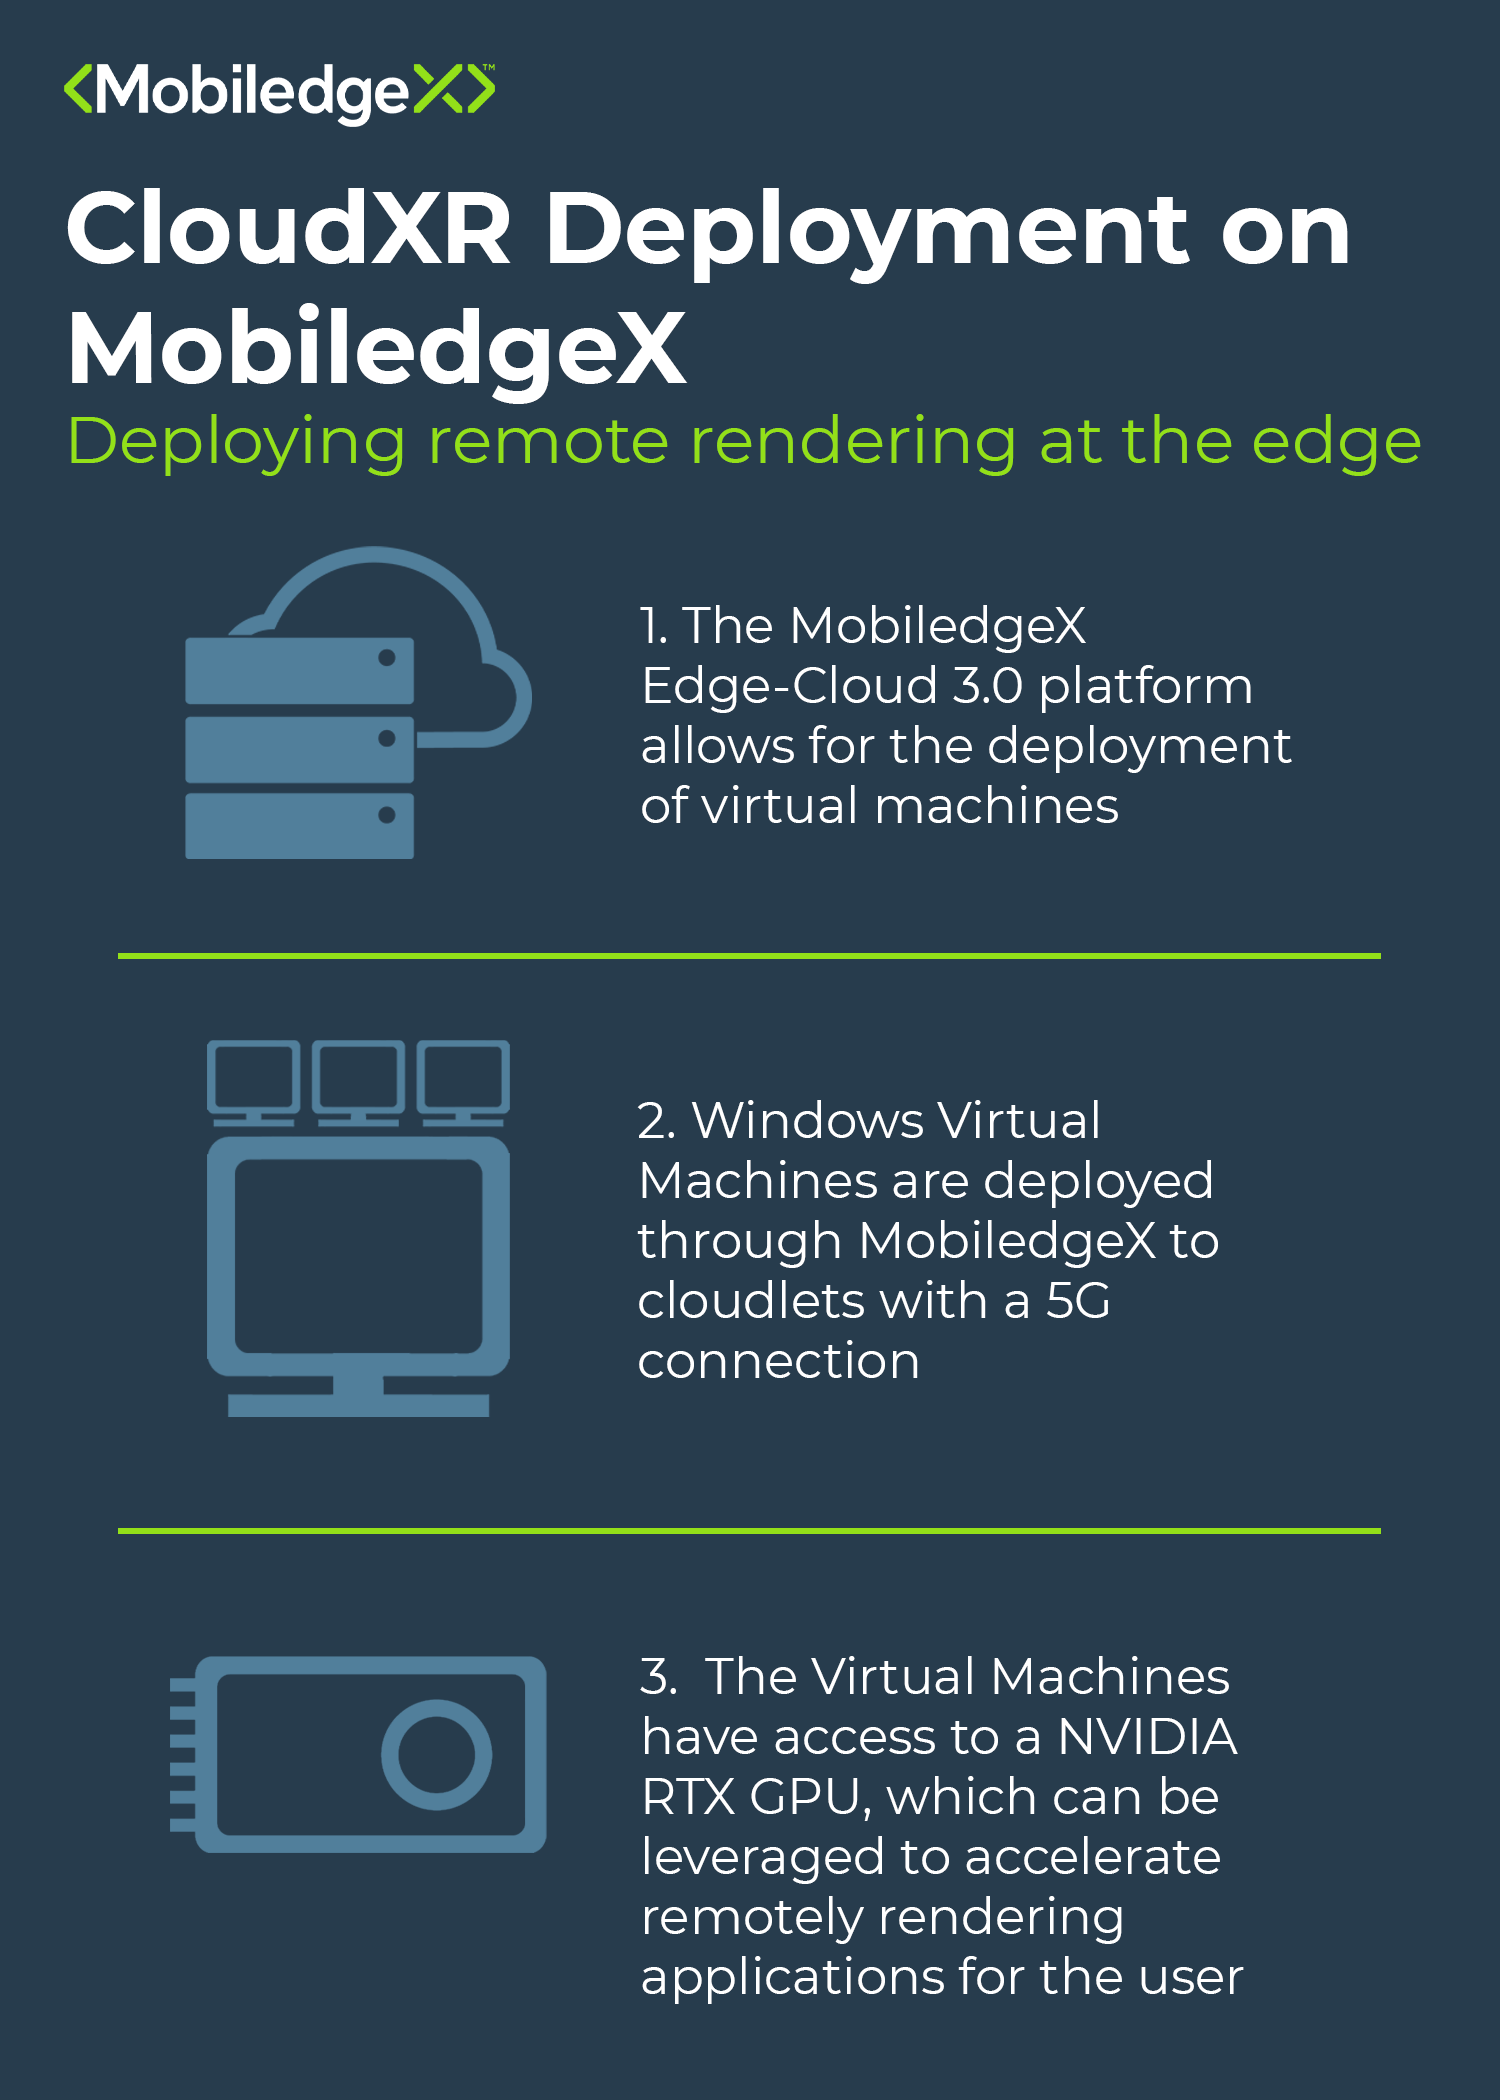 <MobiledgeX>™
CloudXR Deployment on
MobiledgeX
Deploying remote rendering at the edge
1. The MobiledgeX
Edge-Cloud 3.0 platform
allows for the deployment
of virtual machines
2. Windows Virtual
Machines are deployed
through MobiledgeX to
cloudlets with a 5G
connection
3.  The Virtual Machines
have access to a NVIDIA
RTX GPU, which can be
leveraged to accelerate
remotely rendering
applications for the user